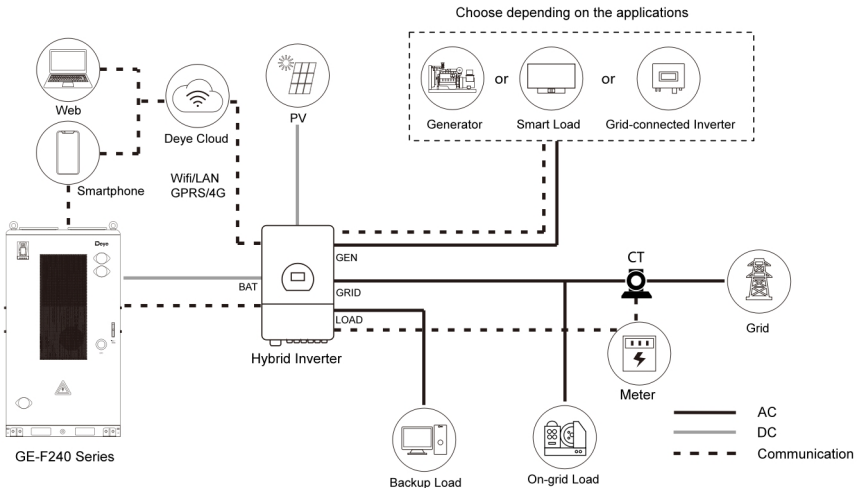 Choose depending on the applications
Web
Deye Cloud
PV
Generator
or
Smart Load
or
Grid-connected Inverter
Smartphone
Wifi/LAN
GPRS/4G
Deye
BAT
GEN
GRID
LOAD
CT
Grid
Hybrid Inverter
Meter
GE-F240 Series
Backup Load
On-grid Load
AC
DC
Communication